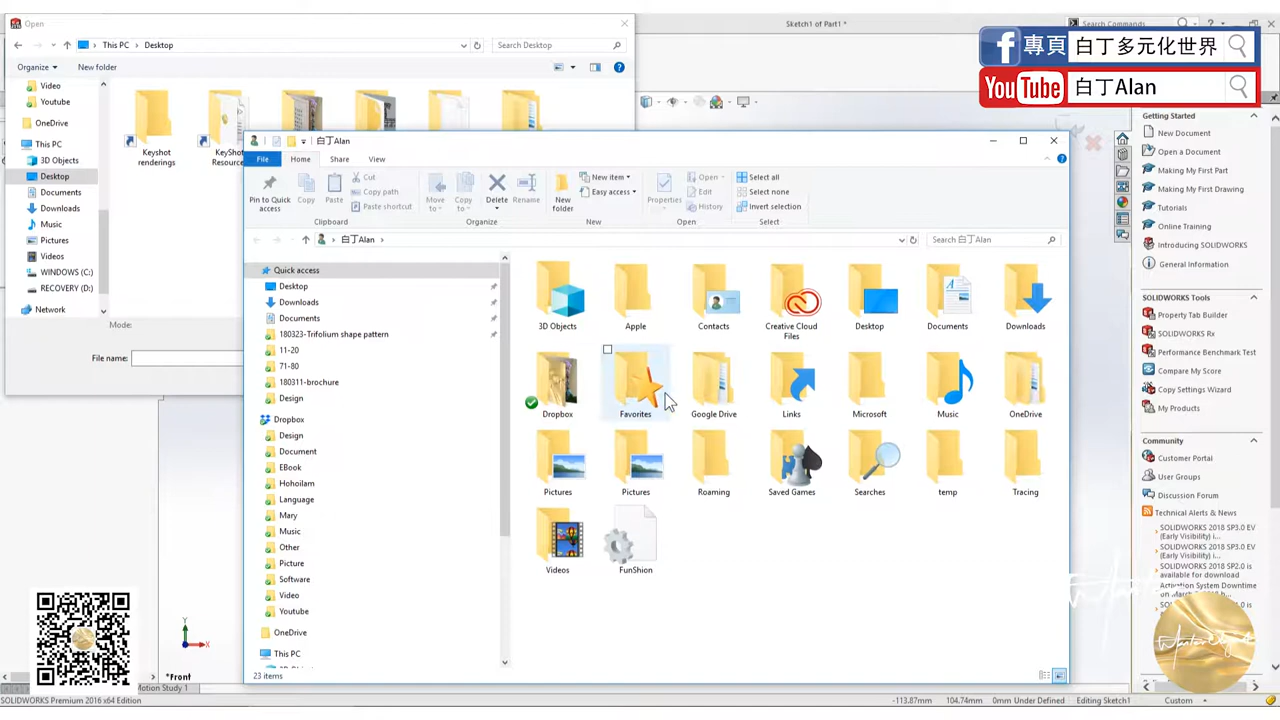 Open
Sketch1 of Part1 *
Search Commands
This PC
Desktop
Search Desktop
Organize
New folder
Video
Youtube
OneDrive
This PC
3D Objects
Desktop
Documents
Downloads
Music
Pictures
Videos
WINDOWS (C:)
RECOVERY (D:)
Network
Keyshot
renderings
Mode:
File name:
專頁
白丁多元化世界
YouTube
白丁Alan
白丁Alan
File
Home
Share
View
Pin to Quick
access
Copy
Paste
Cut
Copy path
Paste shortcut
Clipboard
Move
to
Copy
to
Delete
Rename
Organize
New
folder
New item
Easy access
New
Properties
Open
Edit
History
Open
Select all
Select none
Invert selection
Select
白丁Alan
Search 白丁Alan
Quick access
Desktop
Downloads
Documents
180323-Trifolium shape pattern
11-20
71-80
180311-brochure
Design
Dropbox
Design
Document
EBook
Hohoilam
Language
Mary
Music
Other
Picture
Software
Video
Youtube
OneDrive
This PC
3D Objects
Apple
Contacts
Creative Cloud
Files
Desktop
Documents
Downloads
Dropbox
Favorites
Google Drive
Links
Microsoft
Music
OneDrive
Pictures
Pictures
Roaming
Saved Games
Searches
temp
Tracing
Videos
FunShion
23 items
Getting Started
New Document
Open a Document
Making My First Part
Making My First Drawing
Tutorials
Online Training
Introducing SOLIDWORKS
General Information
SOLIDWORKS Tools
Property Tab Builder
SOLIDWORKS Rx
Performance Benchmark Test
Compare My Score
Copy Settings Wizard
My Products
Community
Customer Portal
User Groups
Discussion Forum
Technical Alerts & News
SOLIDWORKS 2018 SP3.0 EV
(Early Visibility) i...
SOLIDWORKS 2018 SP3.0 EV
(Early Visibility) i...
SOLIDWORKS 2018 SP2.0 is
available for download
Activation System Downtime
Y
X
*Front
Motion Study 1
SOLIDWORKS Premium 2016 x64 Edition
-113.87mm
104.74mm
0mm Under Defined
Editing Sketch1
Custom